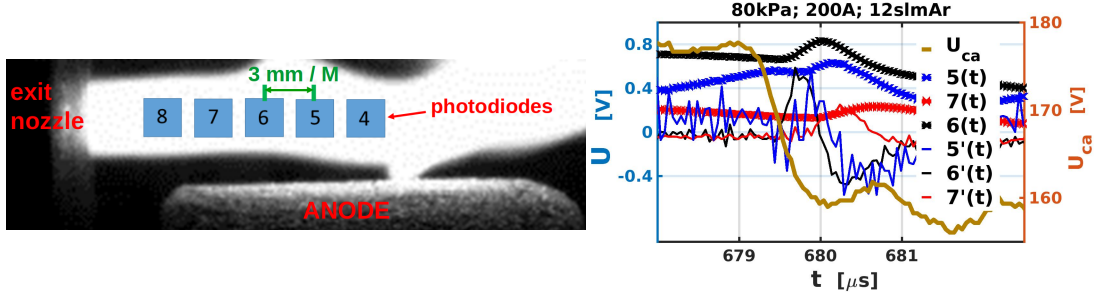 3 mm / M
exit
nozzle
8 7 6 5 4
photodiodes
ANODE
80kPa; 200A; 12slmAr
0.8
0.4
0
-0.4
U [V]
180
170
160
U_ca [V]
679 680 681
t [μs]
U_ca
5(t)
7(t)
6(t)
5'(t)
6'(t)
7'(t)